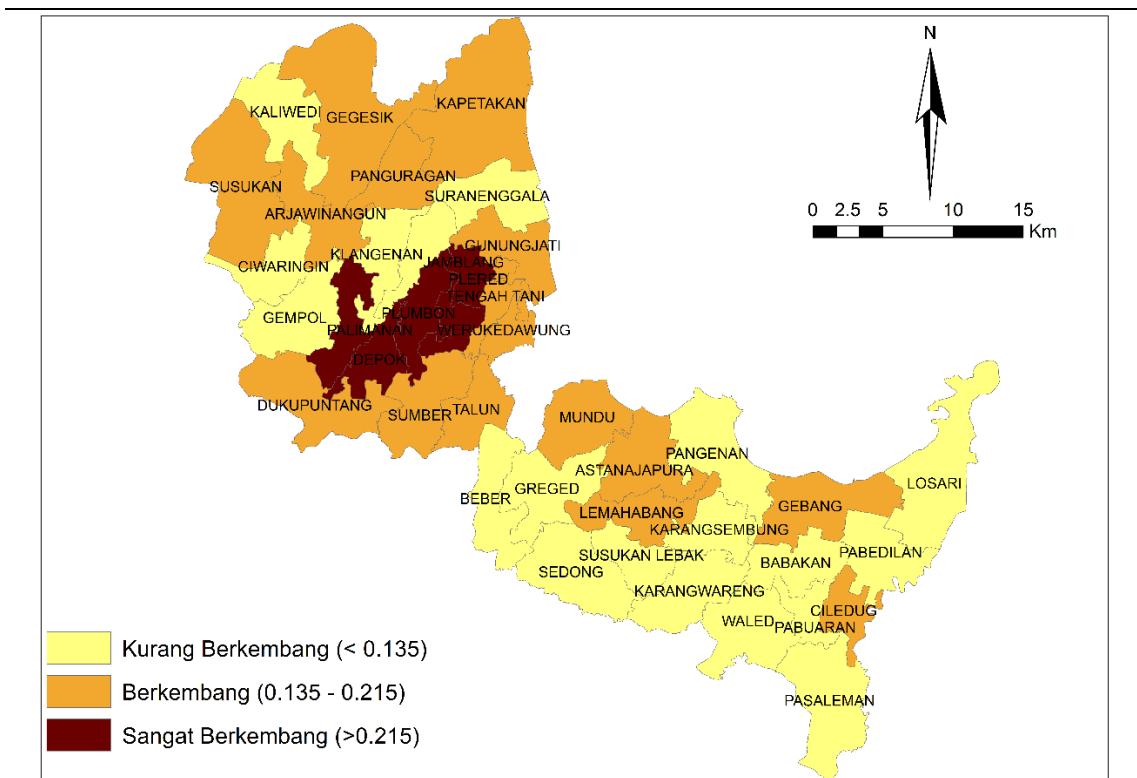 N
0 2.5 5 10 15
Km
KALIWEDI
GEGESIK
KAPETAKAN
SUSUKAN
PANGURAGAN
SURANENGGALA
ARJAWINANGUN
KLANGENAN
GUNUNGJATI
CIWARINGIN
JAMBLANG
PLERED
TENGAH TANI
GEMPOL
PLUMBON
PALIMANAN
WERUKEDAWUNG
DEPOK
DUKUPUNTANG
SUMBER
TALUN
MUNDU
PANGENAN
ASTANAJAPURA
BEBER
GREGED
LOSARI
LEMAHABANG
GEBANG
KARANGSEMBUNG
SUSUKAN LEBAK
BABAKAN
PABEDILAN
SEDONG
KARANGWARENG
CILEDUG
WALED
PABUARAN
PASALEMAN
Kurang Berkembang (< 0.135)
Berkembang (0.135 - 0.215)
Sangat Berkembang (>0.215)